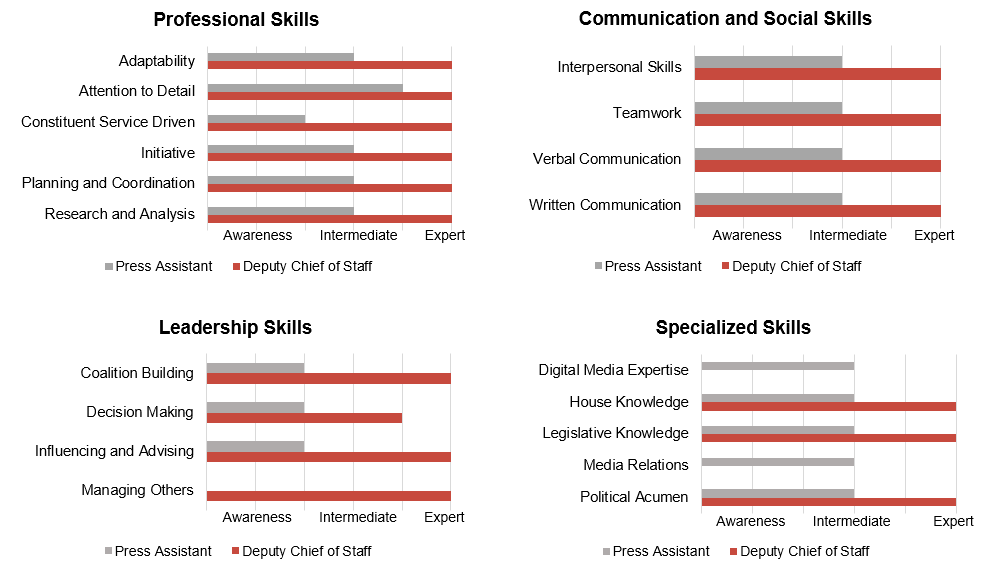 Professional Skills
Adaptability
Attention to Detail
Constituent Service Driven
Initiative
Planning and Coordination
Research and Analysis
Awareness Intermediate Expert
Press Assistant Deputy Chief of Staff
Communication and Social Skills
Interpersonal Skills
Teamwork
Verbal Communication
Written Communication
Awareness Intermediate Expert
Press Assistant Deputy Chief of Staff
Leadership Skills
Coalition Building
Decision Making
Influencing and Advising
Managing Others
Awareness Intermediate Expert
Press Assistant Deputy Chief of Staff
Specialized Skills
Digital Media Expertise
House Knowledge
Legislative Knowledge
Media Relations
Political Acumen
Awareness Intermediate Expert
Press Assistant Deputy Chief of Staff